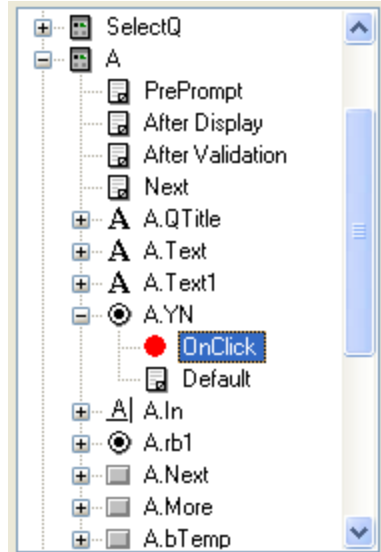 SelectQ
A
PrePrompt
After Display
After Validation
Next
A A.QTitle
A A.Text
A A.Text1
A.YN
OnClick
Default
A A.In
A.rb1
A.Next
A.More
A.bTemp